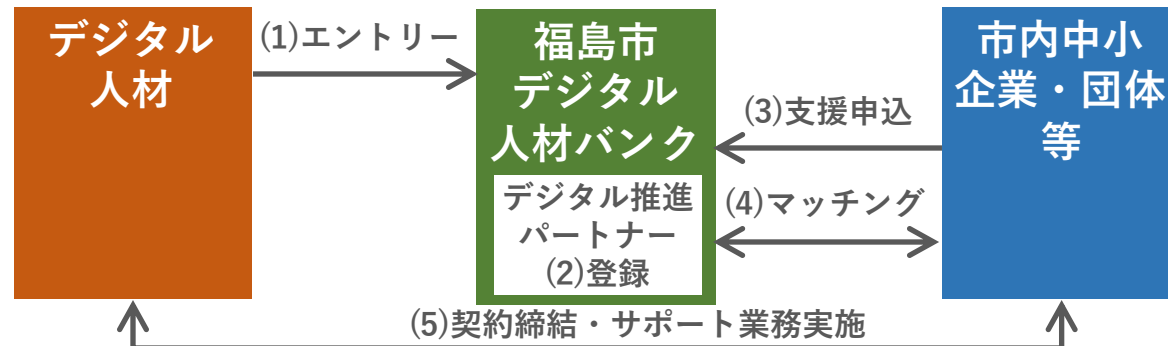 デジタル
人材
(1)エントリー
福島市
デジタル
人材バンク
デジタル推進
パートナー
(2)登録
(3)支援申込
(4)マッチング
市内中小
企業・団体
等
(5)契約締結・サポート業務実施